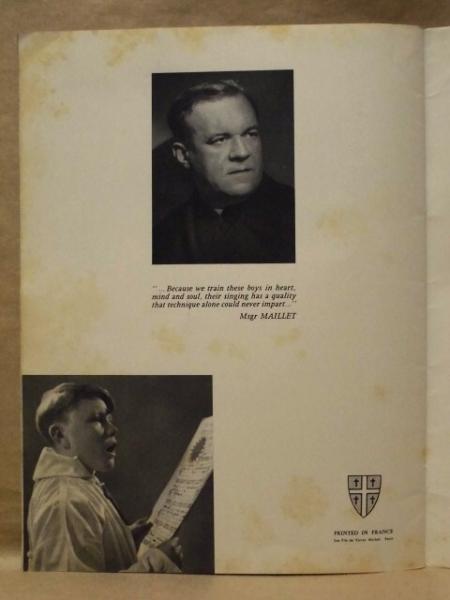 "... Because we train these boys in heart,
mind and soul, their singing has a quality
that technique alone could never impart..."
Msgr MAILLET
PRINTED IN FRANCE